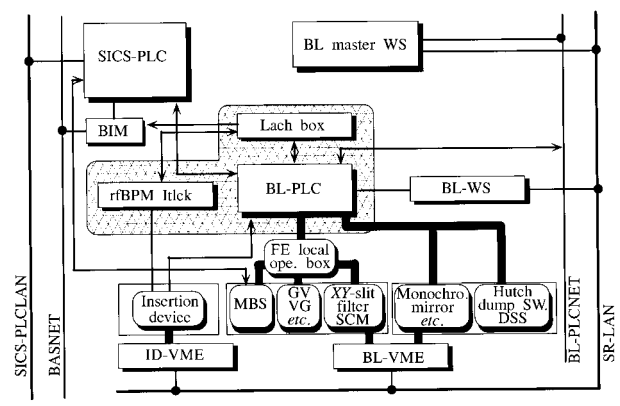 SICS-PLC
BL master WS
BIM
Lach box
rfBPM Itlck
BL-PLC
BL-WS
FE local
ope. box
Insertion
device
MBS
GV
VG
etc.
XY-slit
filter
SCM
Monochro.
mirror
etc.
Hutch
dump SW.
DSS
ID-VME
BL-VME
SICS-PLCLAN
BASNET
BL-PLCNET
SR-LAN